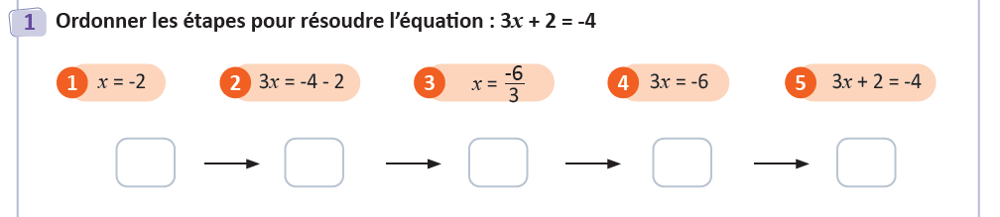 1 Ordonner les étapes pour résoudre l’équation : 3x + 2 = -4
1 x = -2 2 3x = -4 - 2 3 x = -6/3 4 3x = -6 5 3x + 2 = -4